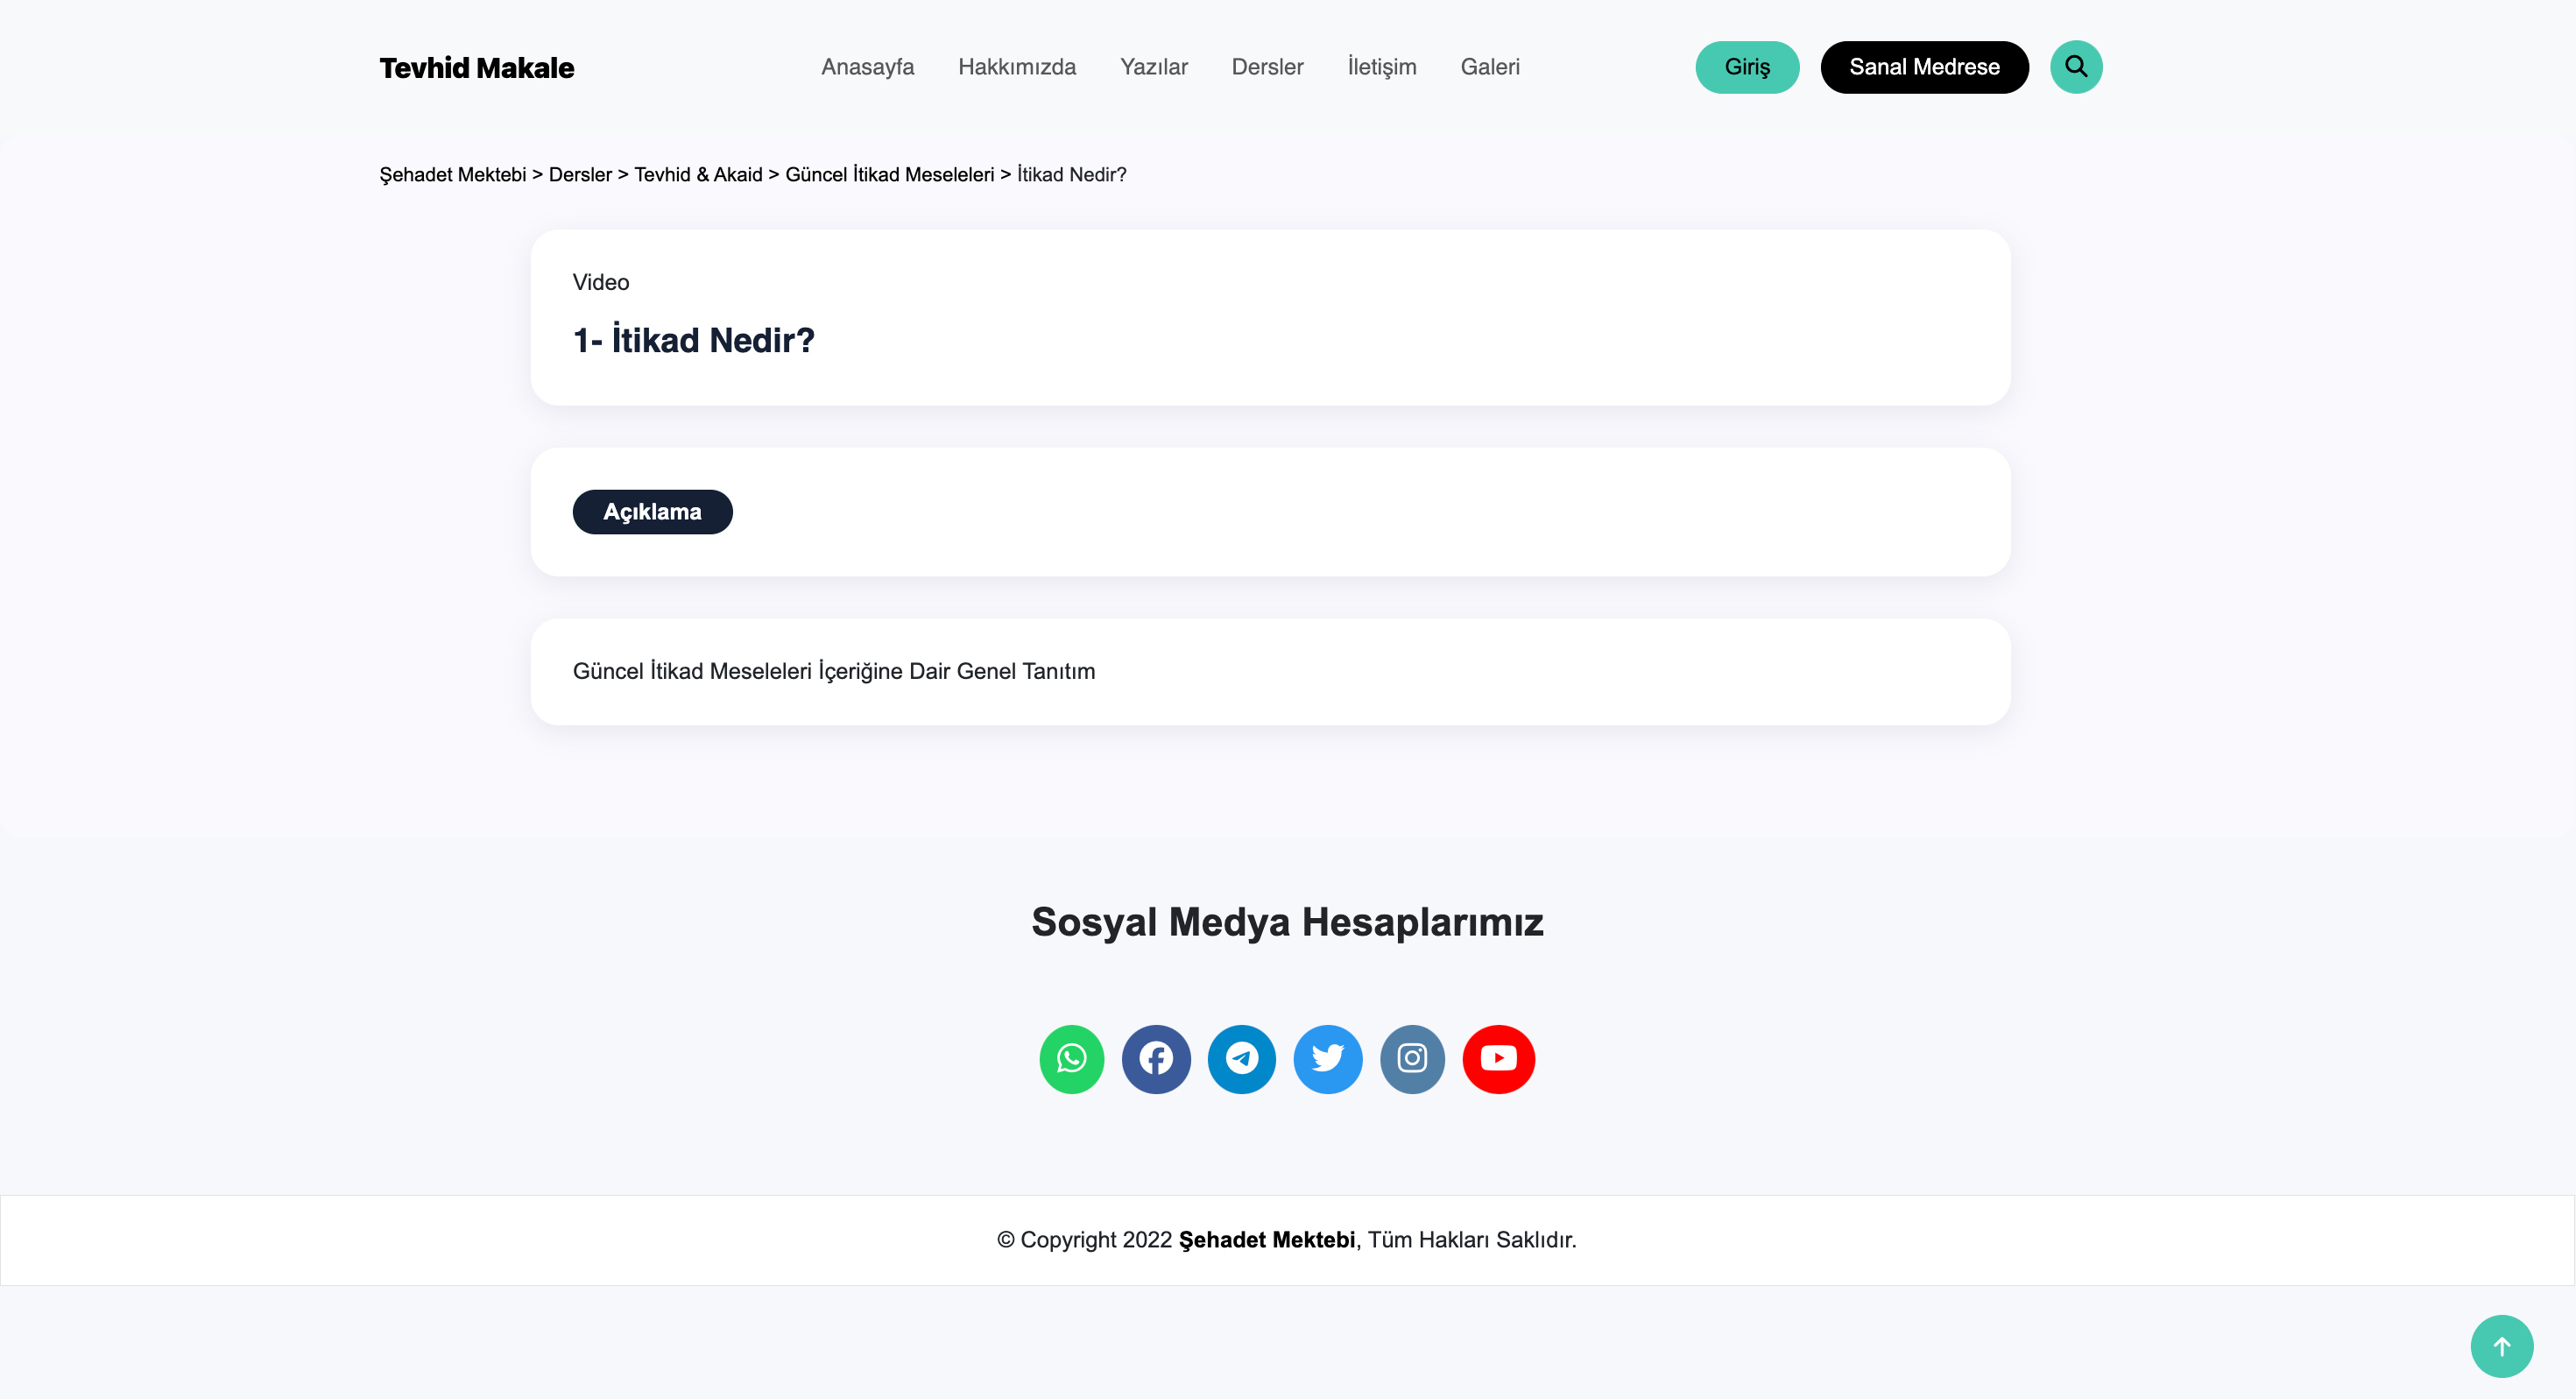 Tevhid Makale
Anasayfa Hakkımızda Yazılar Dersler İletişim Galeri
Giriş Sanal Medrese
Şehadet Mektebi > Dersler > Tevhid & Akaid > Güncel İtikad Meseleleri > İtikad Nedir?
Video
1- İtikad Nedir?
Açıklama
Güncel İtikad Meseleleri İçeriğine Dair Genel Tanıtım
Sosyal Medya Hesaplarımız
© Copyright 2022 Şehadet Mektebi, Tüm Hakları Saklıdır.